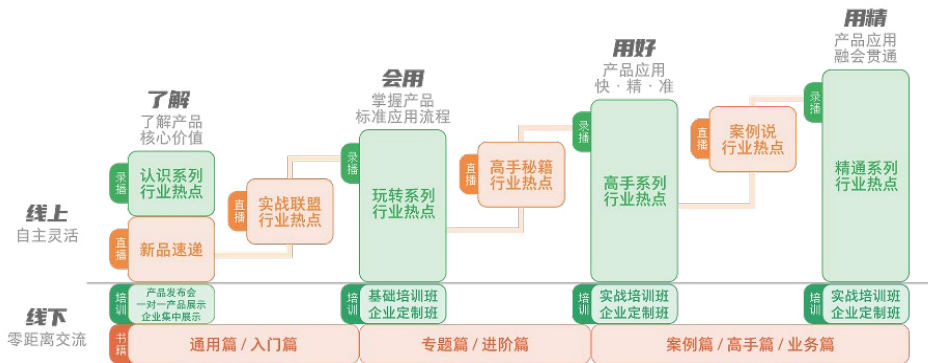 了解
了解产品
核心价值
录播
认识系列
行业热点
直播
新品速递
直播
实战联盟
行业热点
会用
掌握产品
标准应用流程
录播
玩转系列
行业热点
直播
高手秘籍
行业热点
用好
产品应用
快·精·准
录播
高手系列
行业热点
直播
案例说
行业热点
用精
产品应用
融会贯通
录播
精通系列
行业热点
线上
自主灵活
线下
零距离交流
培训
产品发布会
一对一产品展示
企业集中展示
培训
基础培训班
企业定制班
培训
实战培训班
企业定制班
培训
实战培训班
企业定制班
书籍
通用篇 / 入门篇
专题篇 / 进阶篇
案例篇 / 高手篇 / 业务篇